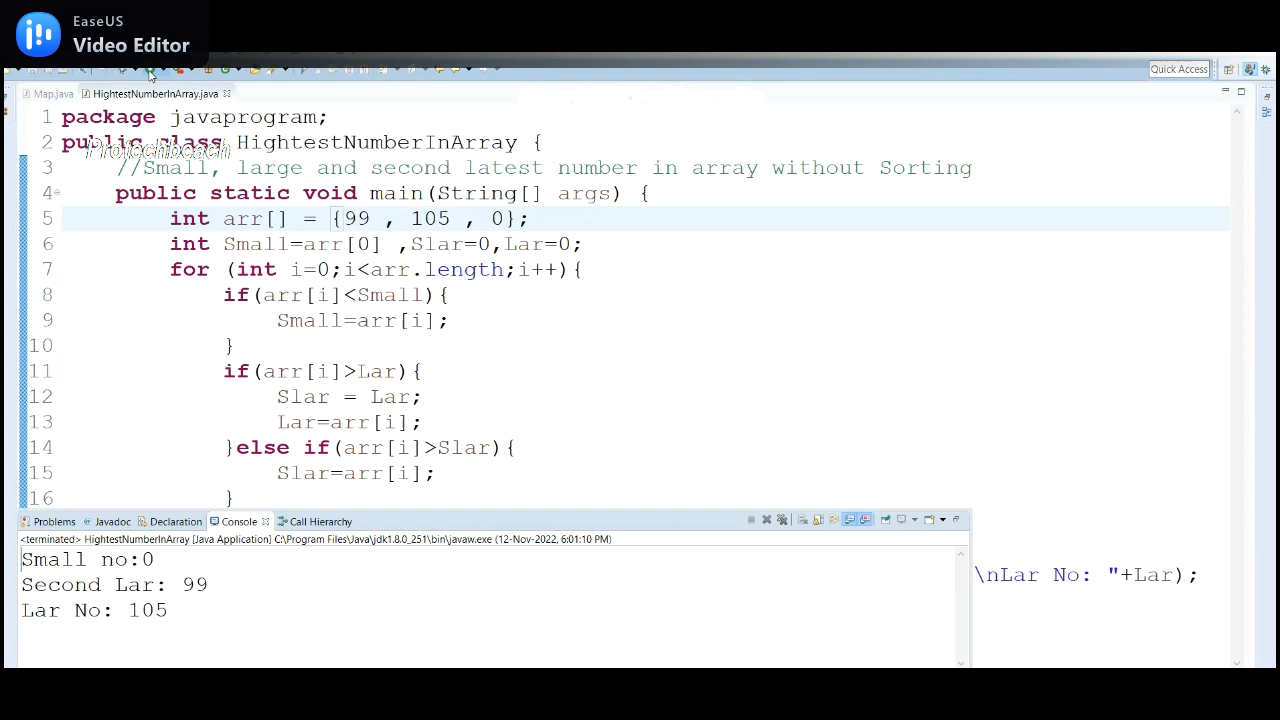 EaseUS
Video Editor
Quick Access
Map.java
HightestNumberInArray.java
1 package javaprogram;
2 public class HightestNumberInArray {
3 //Small, large and second latest number in array without Sorting
4 public static void main(String[] args) {
5 int arr[] = {99 , 105 , 0};
6 int Small=arr[0] ,Slar=0,Lar=0;
7 for (int i=0;i<arr.length;i++){
8 if(arr[i]<Small){
9 Small=arr[i];
10 }
11 if(arr[i]>Lar){
12 Slar = Lar;
13 Lar=arr[i];
14 }else if(arr[i]>Slar){
15 Slar=arr[i];
16 }
Problems @ Javadoc Declaration Console Call Hierarchy
<terminated> HightestNumberInArray [Java Application] C:\Program Files\Java\jdk1.8.0_251\bin\javaw.exe (12-Nov-2022, 6:01:10 PM)
Small no:0
\nLar No: "+Lar);
Second Lar: 99
Lar No: 105